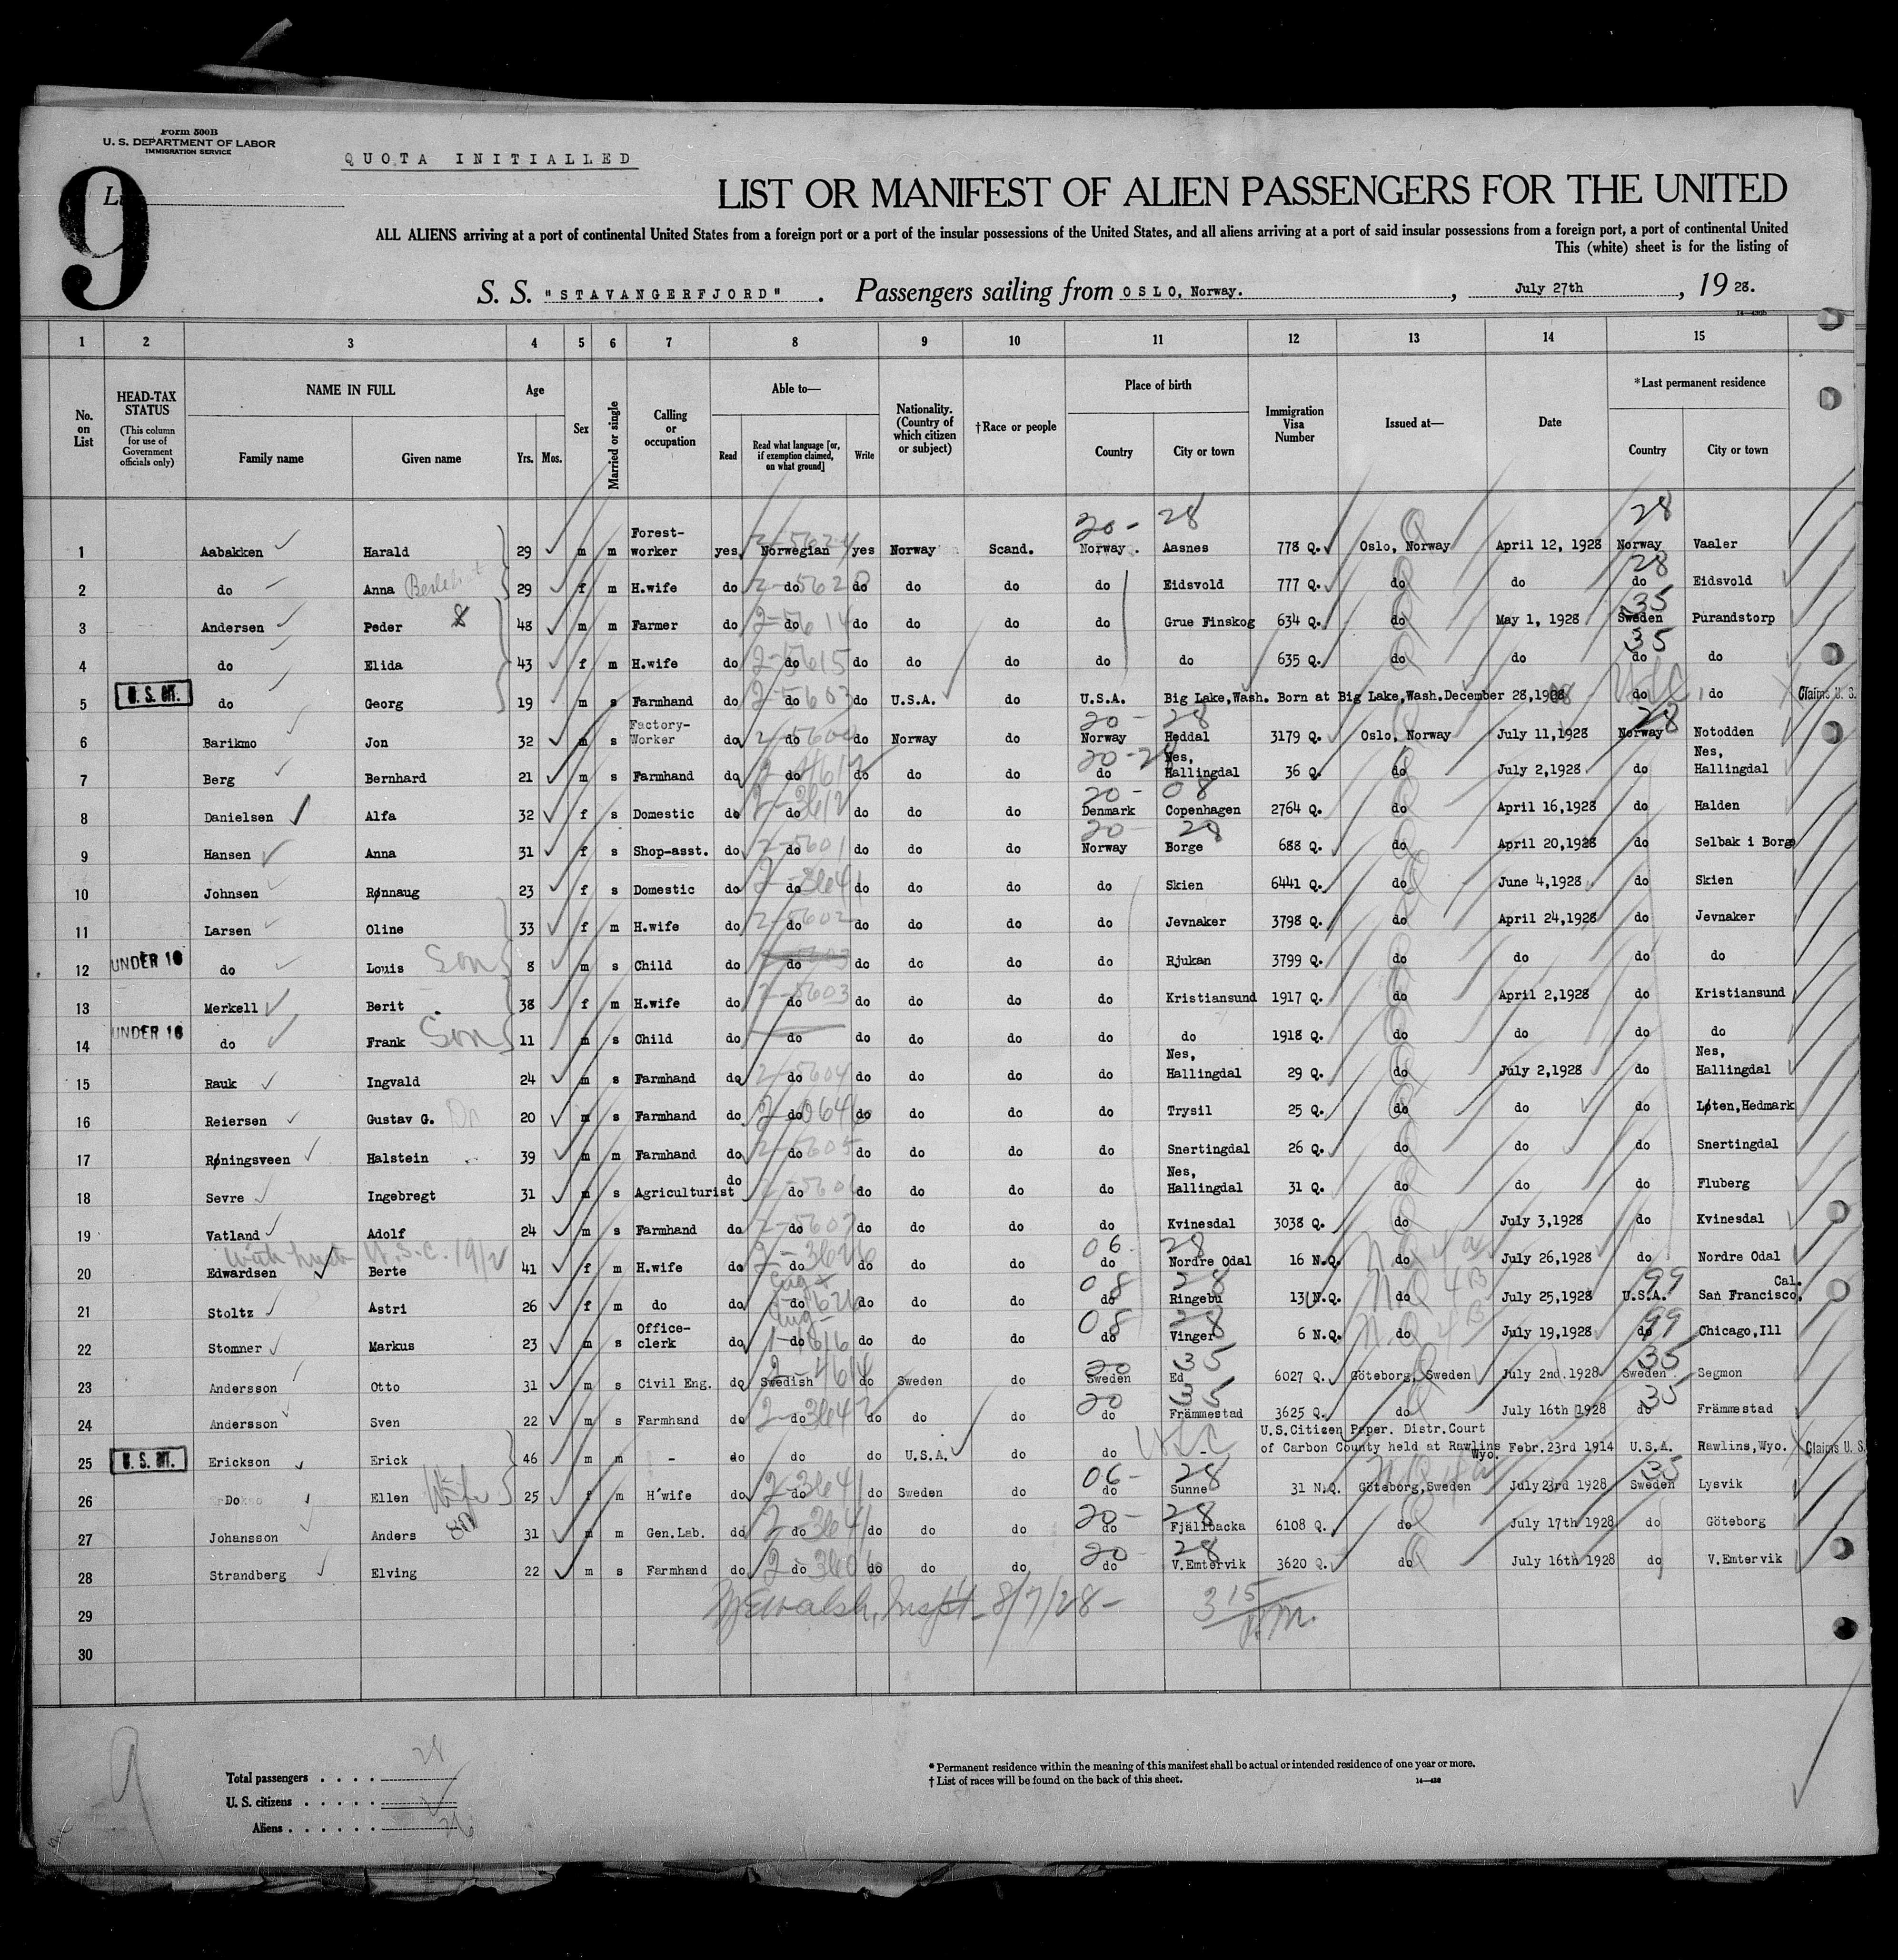 Form 500B
U. S. DEPARTMENT OF LABOR
IMMIGRATION SERVICE
QUOTA INITIALLED
9
LIST OR MANIFEST OF ALIEN PASSENGERS FOR THE UNITED
ALL ALIENS arriving at a port of continental United States from a foreign port or a port of the insular possessions of the United States, and all aliens arriving at a port of said insular possessions from a foreign port, a port of continental United
This (white) sheet is for the listing of
S. S. "STAVANGERFJORD". Passengers sailing from OSLO, Norway. , July 27th , 1928.
1 2 3 4 5 6 7 8 9 10 11 12 13 14 15
No. on List HEAD-TAX STATUS (This column for use of Government officials only) NAME IN FULL Family name Given name Age Yrs. Mos. Sex Married or single Calling or occupation Able to— Read Read what language [or, if exemption claimed, on what ground] Write Nationality. (Country of which citizen or subject) †Race or people Place of birth Country City or town Immigration Visa Number Issued at— Date *Last permanent residence Country City or town
1 Aabakken Harald 29 m m Forest-worker yes Norwegian yes Norway Scand. Norway Aasnes 778 Q. Oslo, Norway April 12, 1928 Norway Vaaler
2 do Anna 29 f m H.wife do do do do do do Eidsvold 777 Q. do do do Eidsvold
3 Andersen Peder 48 m m Farmer do do do do do do Grue Finskog 634 Q. do May 1, 1928 Sweden Purandstorp
4 do Elida 43 f m H.wife do do do do do do do 635 Q. do do do do
5 U. S. CIT. do Georg 19 m s Farmhand do do do U.S.A. do U.S.A. Big Lake,Wash. Born at Big Lake,Wash.December 28,1908 do do Claims U. S.
6 Barikmo Jon 32 m s Factory-Worker do do do Norway do Norway Heddal 3179 Q. Oslo, Norway July 11,1928 Norway Notodden
7 Berg Bernhard 21 m s Farmhand do do do do do do Nes, Hallingdal 36 Q. do July 2,1928 do Nes, Hallingdal
8 Danielsen Alfa 32 f s Domestic do do do do do Denmark Copenhagen 2764 Q. do April 16,1928 do Halden
9 Hansen Anna 31 f s Shop-asst. do do do do do Norway Borge 688 Q. do April 20,1928 do Selbak i Borge
10 Johnsen Rønnaug 23 f s Domestic do do do do do do Skien 6441 Q. do June 4,1928 do Skien
11 Larsen Oline 33 f m H.wife do do do do do do Jevnaker 3798 Q. do April 24,1928 do Jevnaker
12 UNDER 16 do Louis Son 8 m s Child do do do do do do Rjukan 3799 Q. do do do do
13 Merkell Berit 38 f m H.wife do do do do do do Kristiansund 1917 Q. do April 2,1928 do Kristiansund
14 UNDER 16 do Frank Son 11 m s Child do do do do do do do 1918 Q. do do do do
15 Rauk Ingvald 24 m s Farmhand do do do do do do Nes, Hallingdal 29 Q. do July 2,1928 do Nes, Hallingdal
16 Reiersen Gustav G. 20 m s Farmhand do do do do do do Trysil 25 Q. do do do Løten,Hedmark
17 Røningsveen Halstein 39 m m Farmhand do do do do do do Snertingdal 26 Q. do do do Snertingdal
18 Sevre Ingebregt 31 m s Agriculturist do do do do do do Nes, Hallingdal 31 Q. do do do Fluberg
19 Vatland Adolf 24 m s Farmhand do do do do do do Kvinesdal 3038 Q. do July 3,1928 do Kvinesdal
20 Edwardsen Berte 41 f m H.wife do do do do do do Nordre Odal 16 N.Q. do July 26,1928 do Nordre Odal
21 Stoltz Astri 26 f m do do do do do do do Ringebu 13 N.Q. do July 25,1928 U.S.A. San Francisco, Cal.
22 Stomner Markus 23 m s Office-clerk do do do do do do Vinger 6 N.Q. do July 19,1928 do Chicago,Ill
23 Andersson Otto 31 m s Civil Eng. do Swedish do Sweden do Sweden Ed 6027 Q. Göteborg, Sweden July 2nd 1928 Sweden Segmon
24 Andersson Sven 22 m s Farmhand do do do do do do Främmestad 3625 Q. do July 16th 1928 do Främmestad
25 U. S. CIT. Erickson Erick 46 m m - do do do U.S.A. do do - U.S.Citizen Paper. Distr.Court of Carbon County held at Rawlins Wyo. Febr.23rd 1914 U.S.A. Rawlins,Wyo. Claims U. S.
26 Do Ellen Wife 25 f m H'wife do do do Sweden do do Sunne 31 N.Q. Göteborg,Sweden July 23rd 1928 Sweden Lysvik
27 Johansson Anders 31 m m Gen.Lab. do do do do do do Fjällbacka 6108 Q. do July 17th 1928 do Göteborg
28 Strandberg Elving 22 m s Farmhand do do do do do do V.Emtervik 3620 Q. do July 16th 1928 do V.Emtervik
29 8/7/28 - 3 15 P.M.
30
Total passengers . . . . 28
U. S. citizens . . . . .
Aliens . . . . . . 26
* Permanent residence within the meaning of this manifest shall be actual or intended residence of one year or more.
† List of races will be found on the back of this sheet.
9